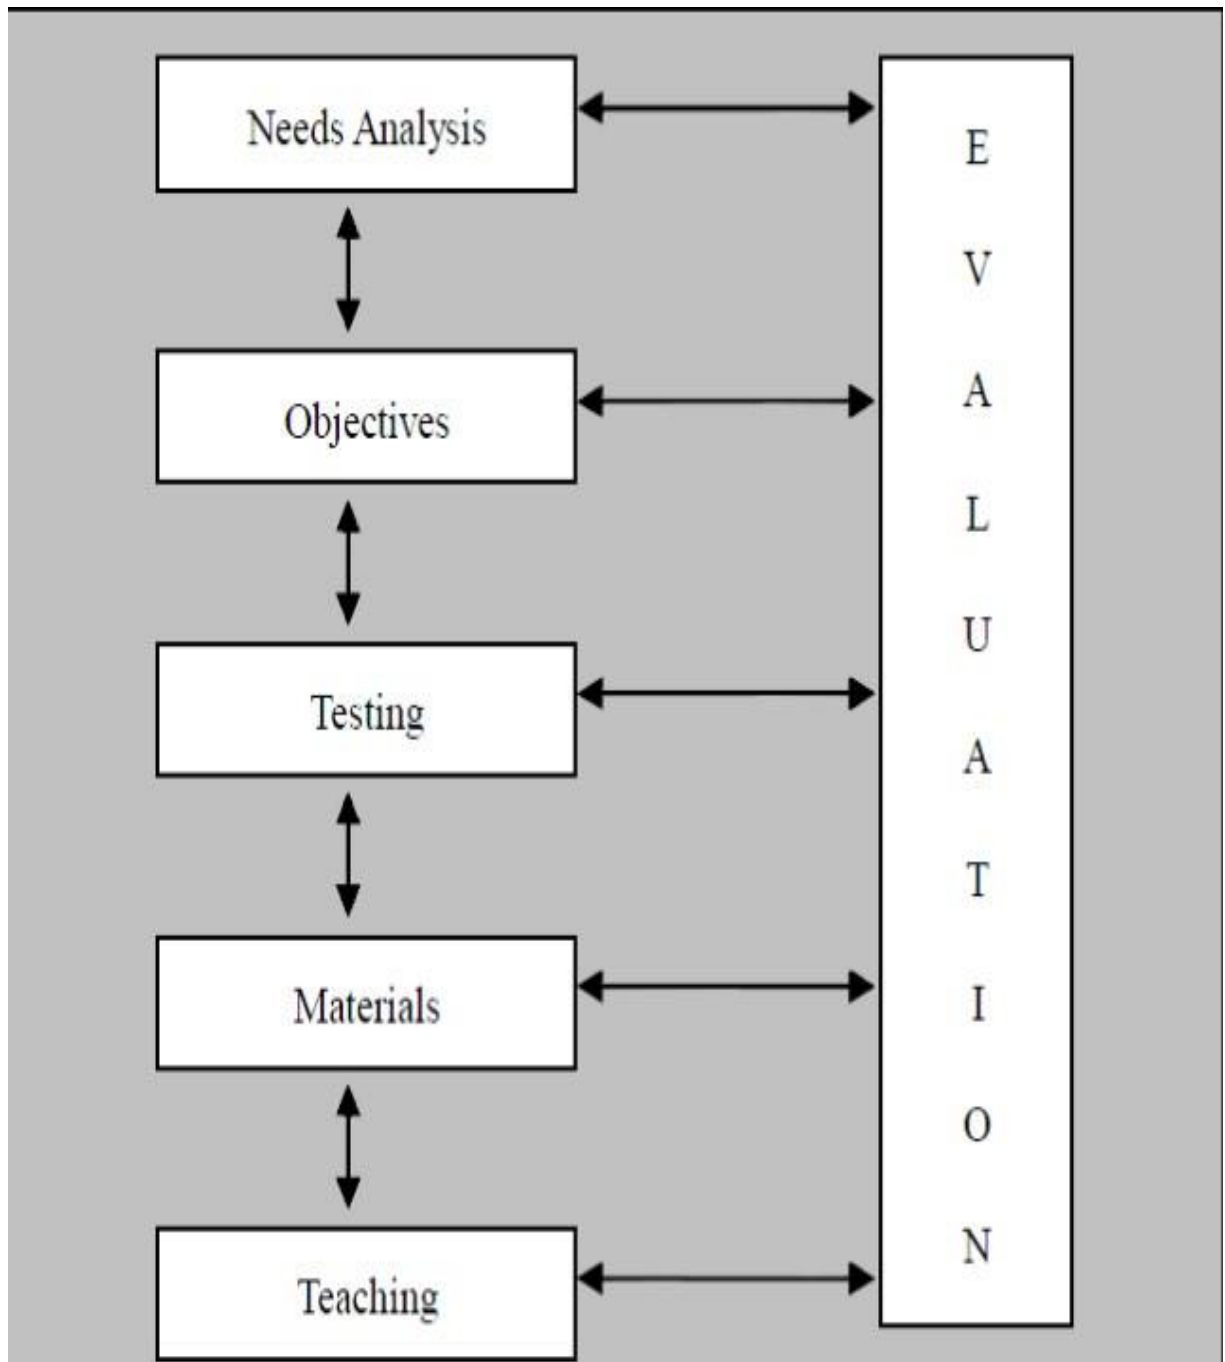 Needs Analysis
Objectives
Testing
Materials
Teaching
E
V
A
L
U
A
T
I
O
N